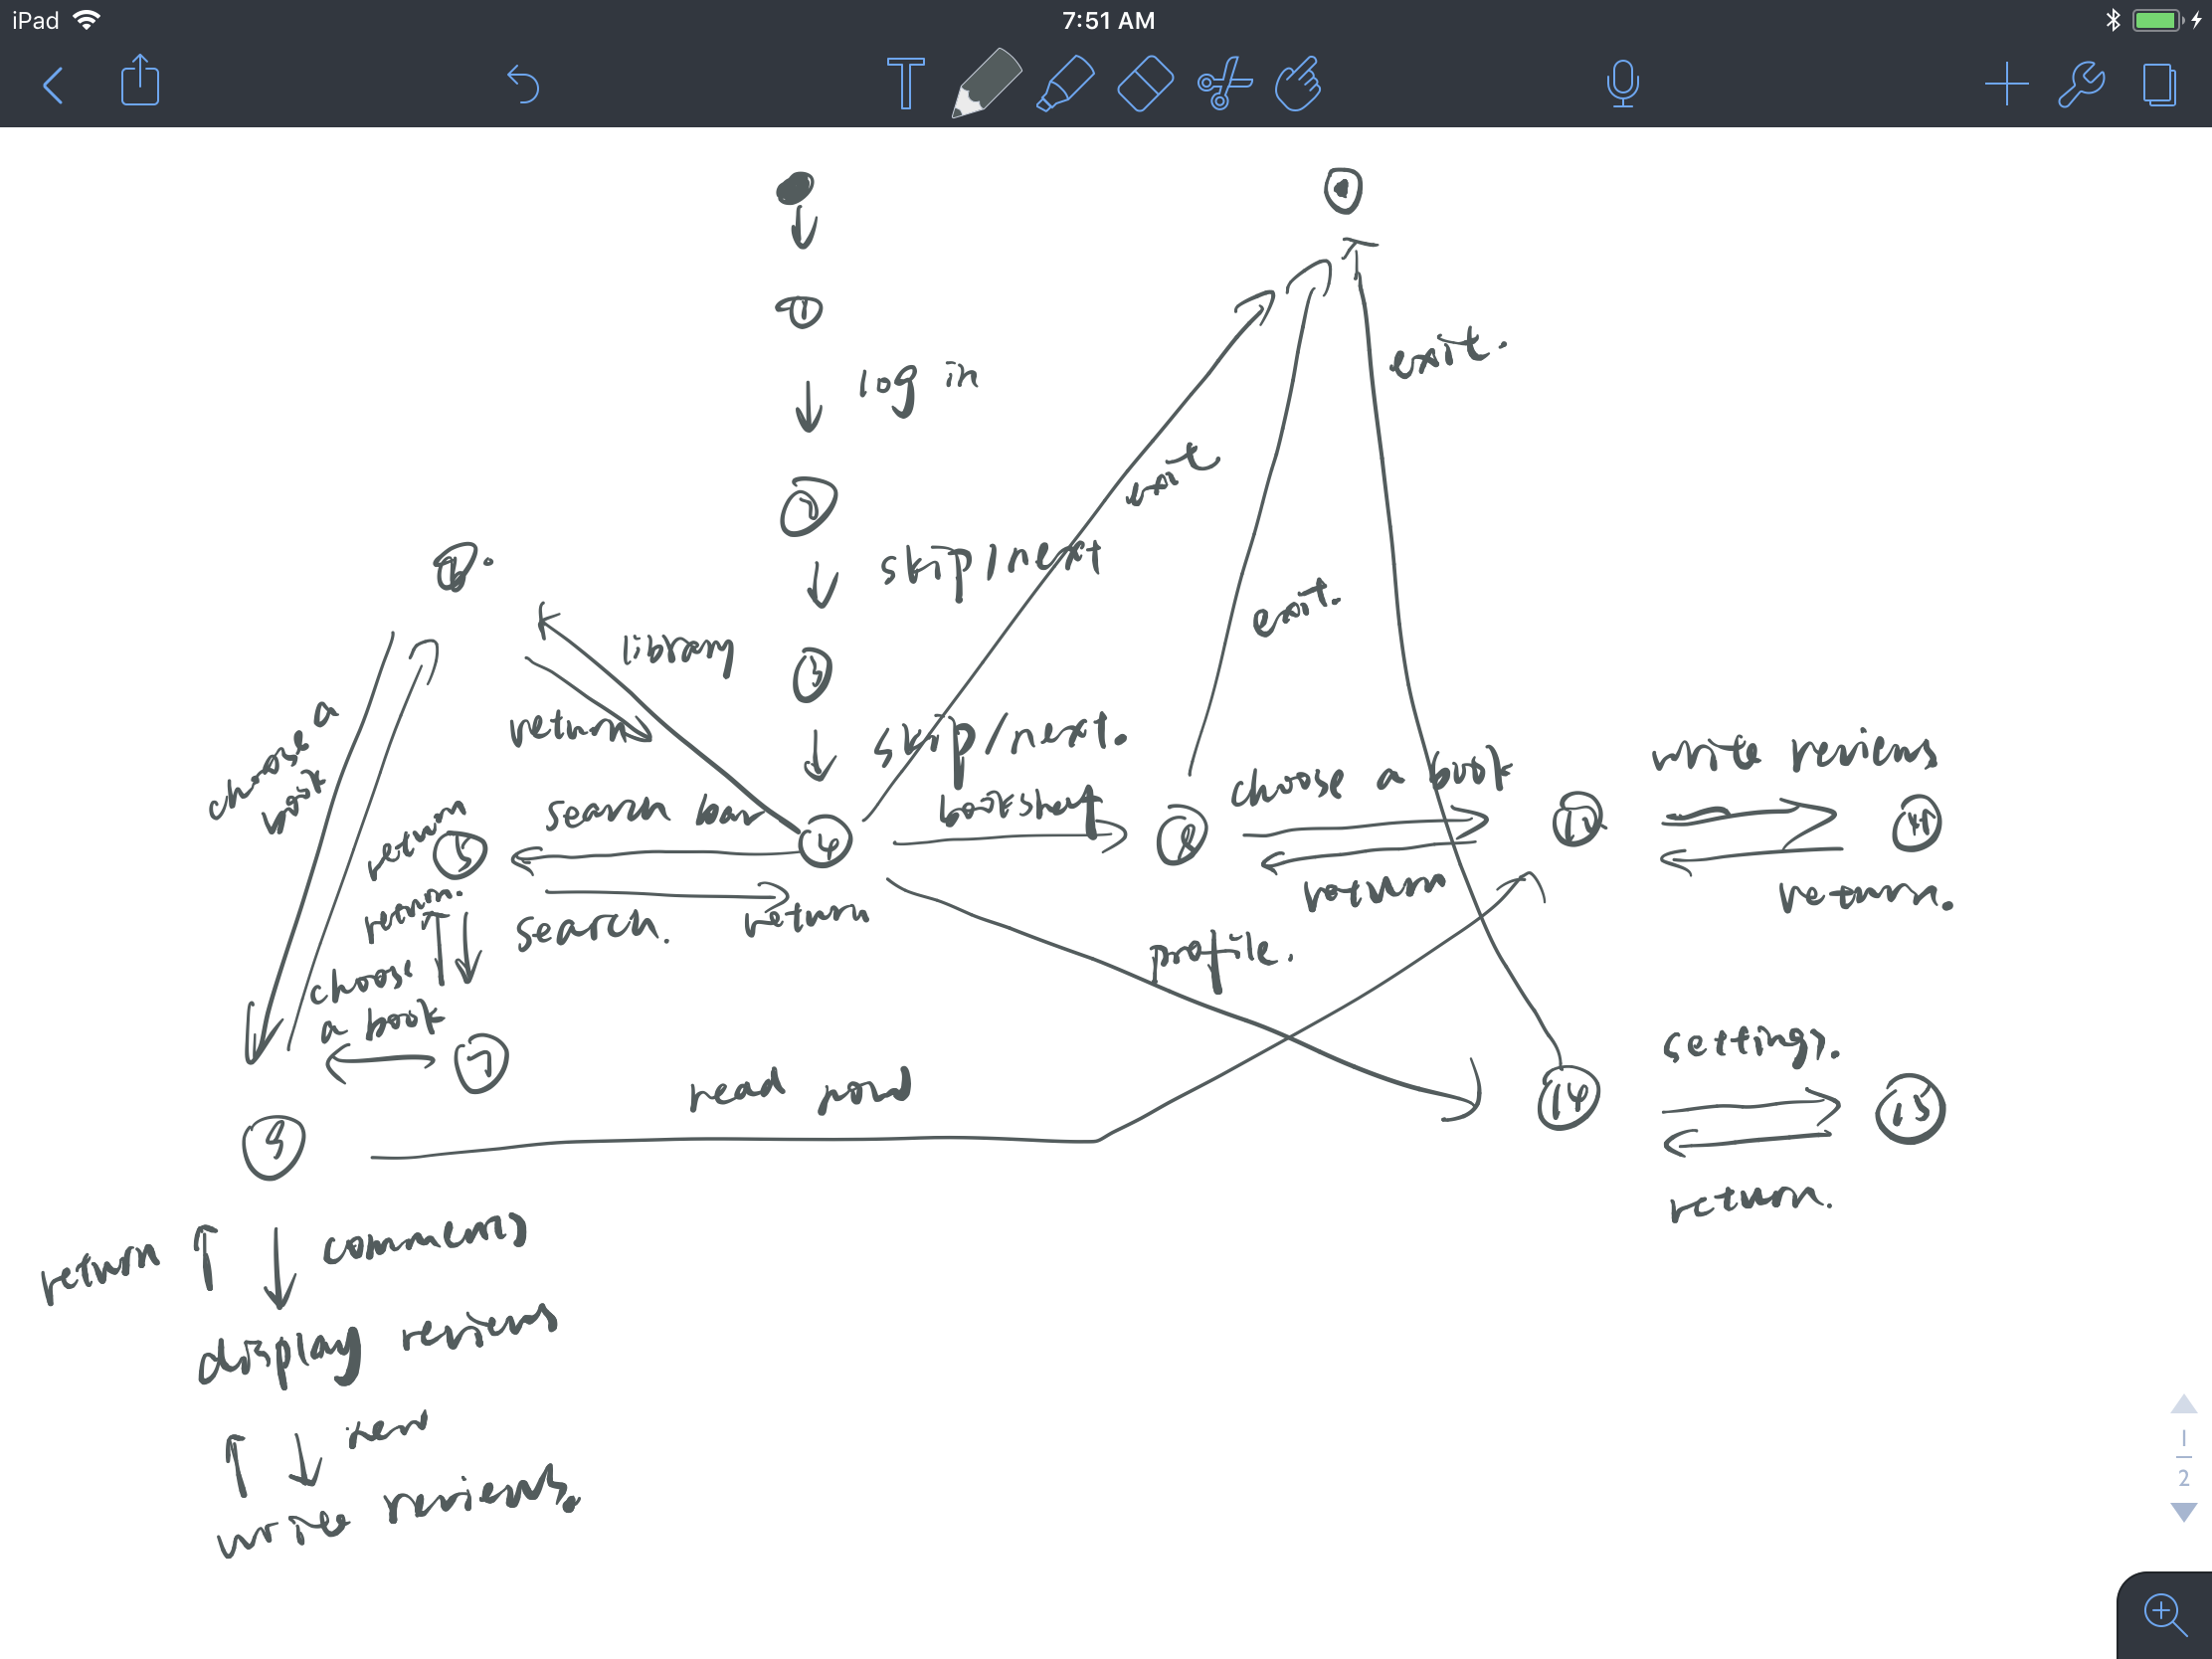 iPad
7:51 AM
T
1
log in
exit.
2
exit
skip/next
6.
library
exit.
3
return
choose a
book
skip/next.
write reviews
choose a book
search bar
bookshelf
return
5
4
8
12
return
return.
return.
search.
return
profile.
choose
a book
7
settings.
read now
14
15
9
return.
return
comments
display reviews
new
write reviews.
1
2